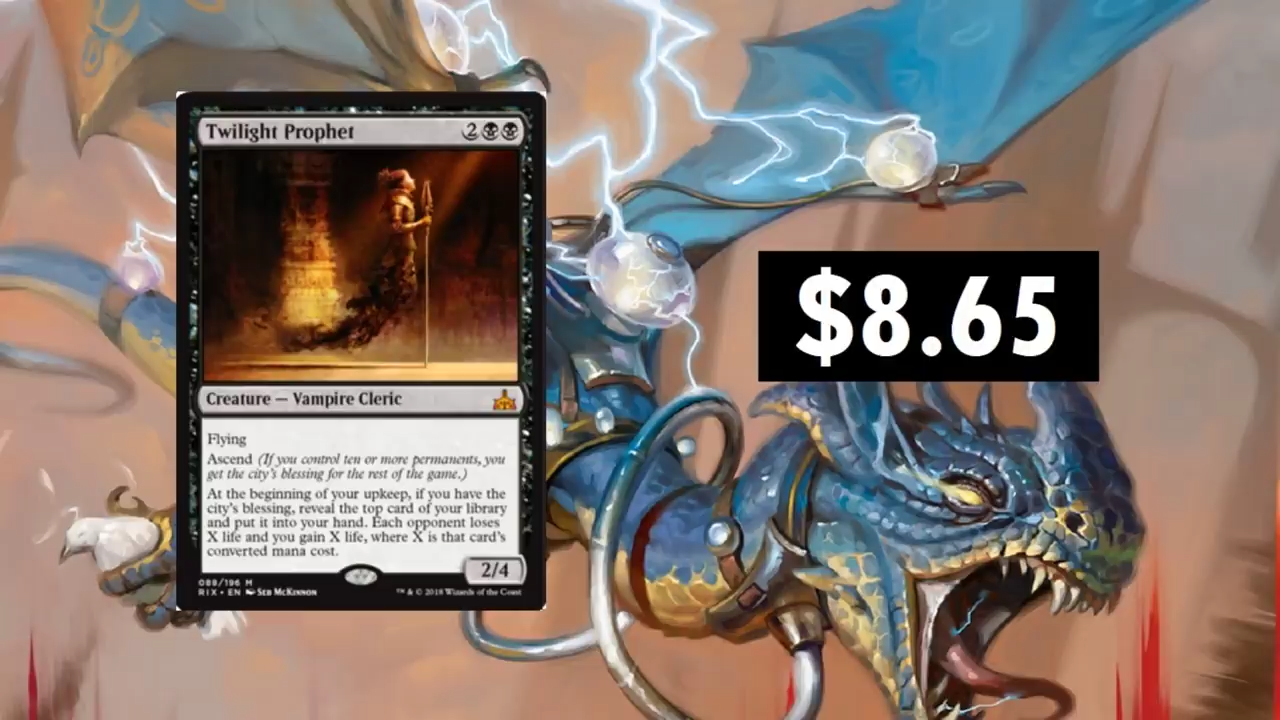 Twilight Prophet 2
Creature — Vampire Cleric
Flying
Ascend (If you control ten or more permanents, you
get the city's blessing for the rest of the game.)
At the beginning of your upkeep, if you have the
city's blessing, reveal the top card of your library
and put it into your hand. Each opponent loses
X life and you gain X life, where X is that card's
converted mana cost.
2/4
088/196 M
RIX • EN Seb McKinnon
™ & © 2018 Wizards of the Coast
$8.65